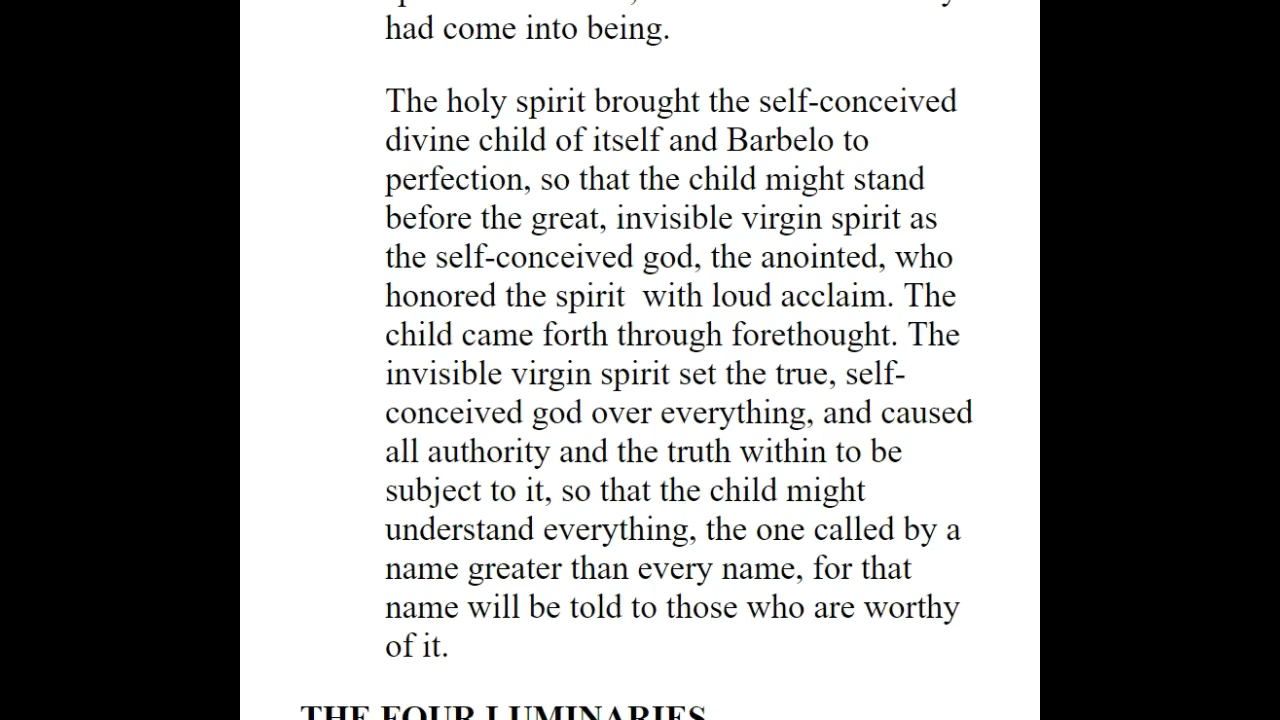 had come into being.
The holy spirit brought the self-conceived
divine child of itself and Barbelo to
perfection, so that the child might stand
before the great, invisible virgin spirit as
the self-conceived god, the anointed, who
honored the spirit  with loud acclaim. The
child came forth through forethought. The
invisible virgin spirit set the true, self-
conceived god over everything, and caused
all authority and the truth within to be
subject to it, so that the child might
understand everything, the one called by a
name greater than every name, for that
name will be told to those who are worthy
of it.
THE FOUR LUMINARIES